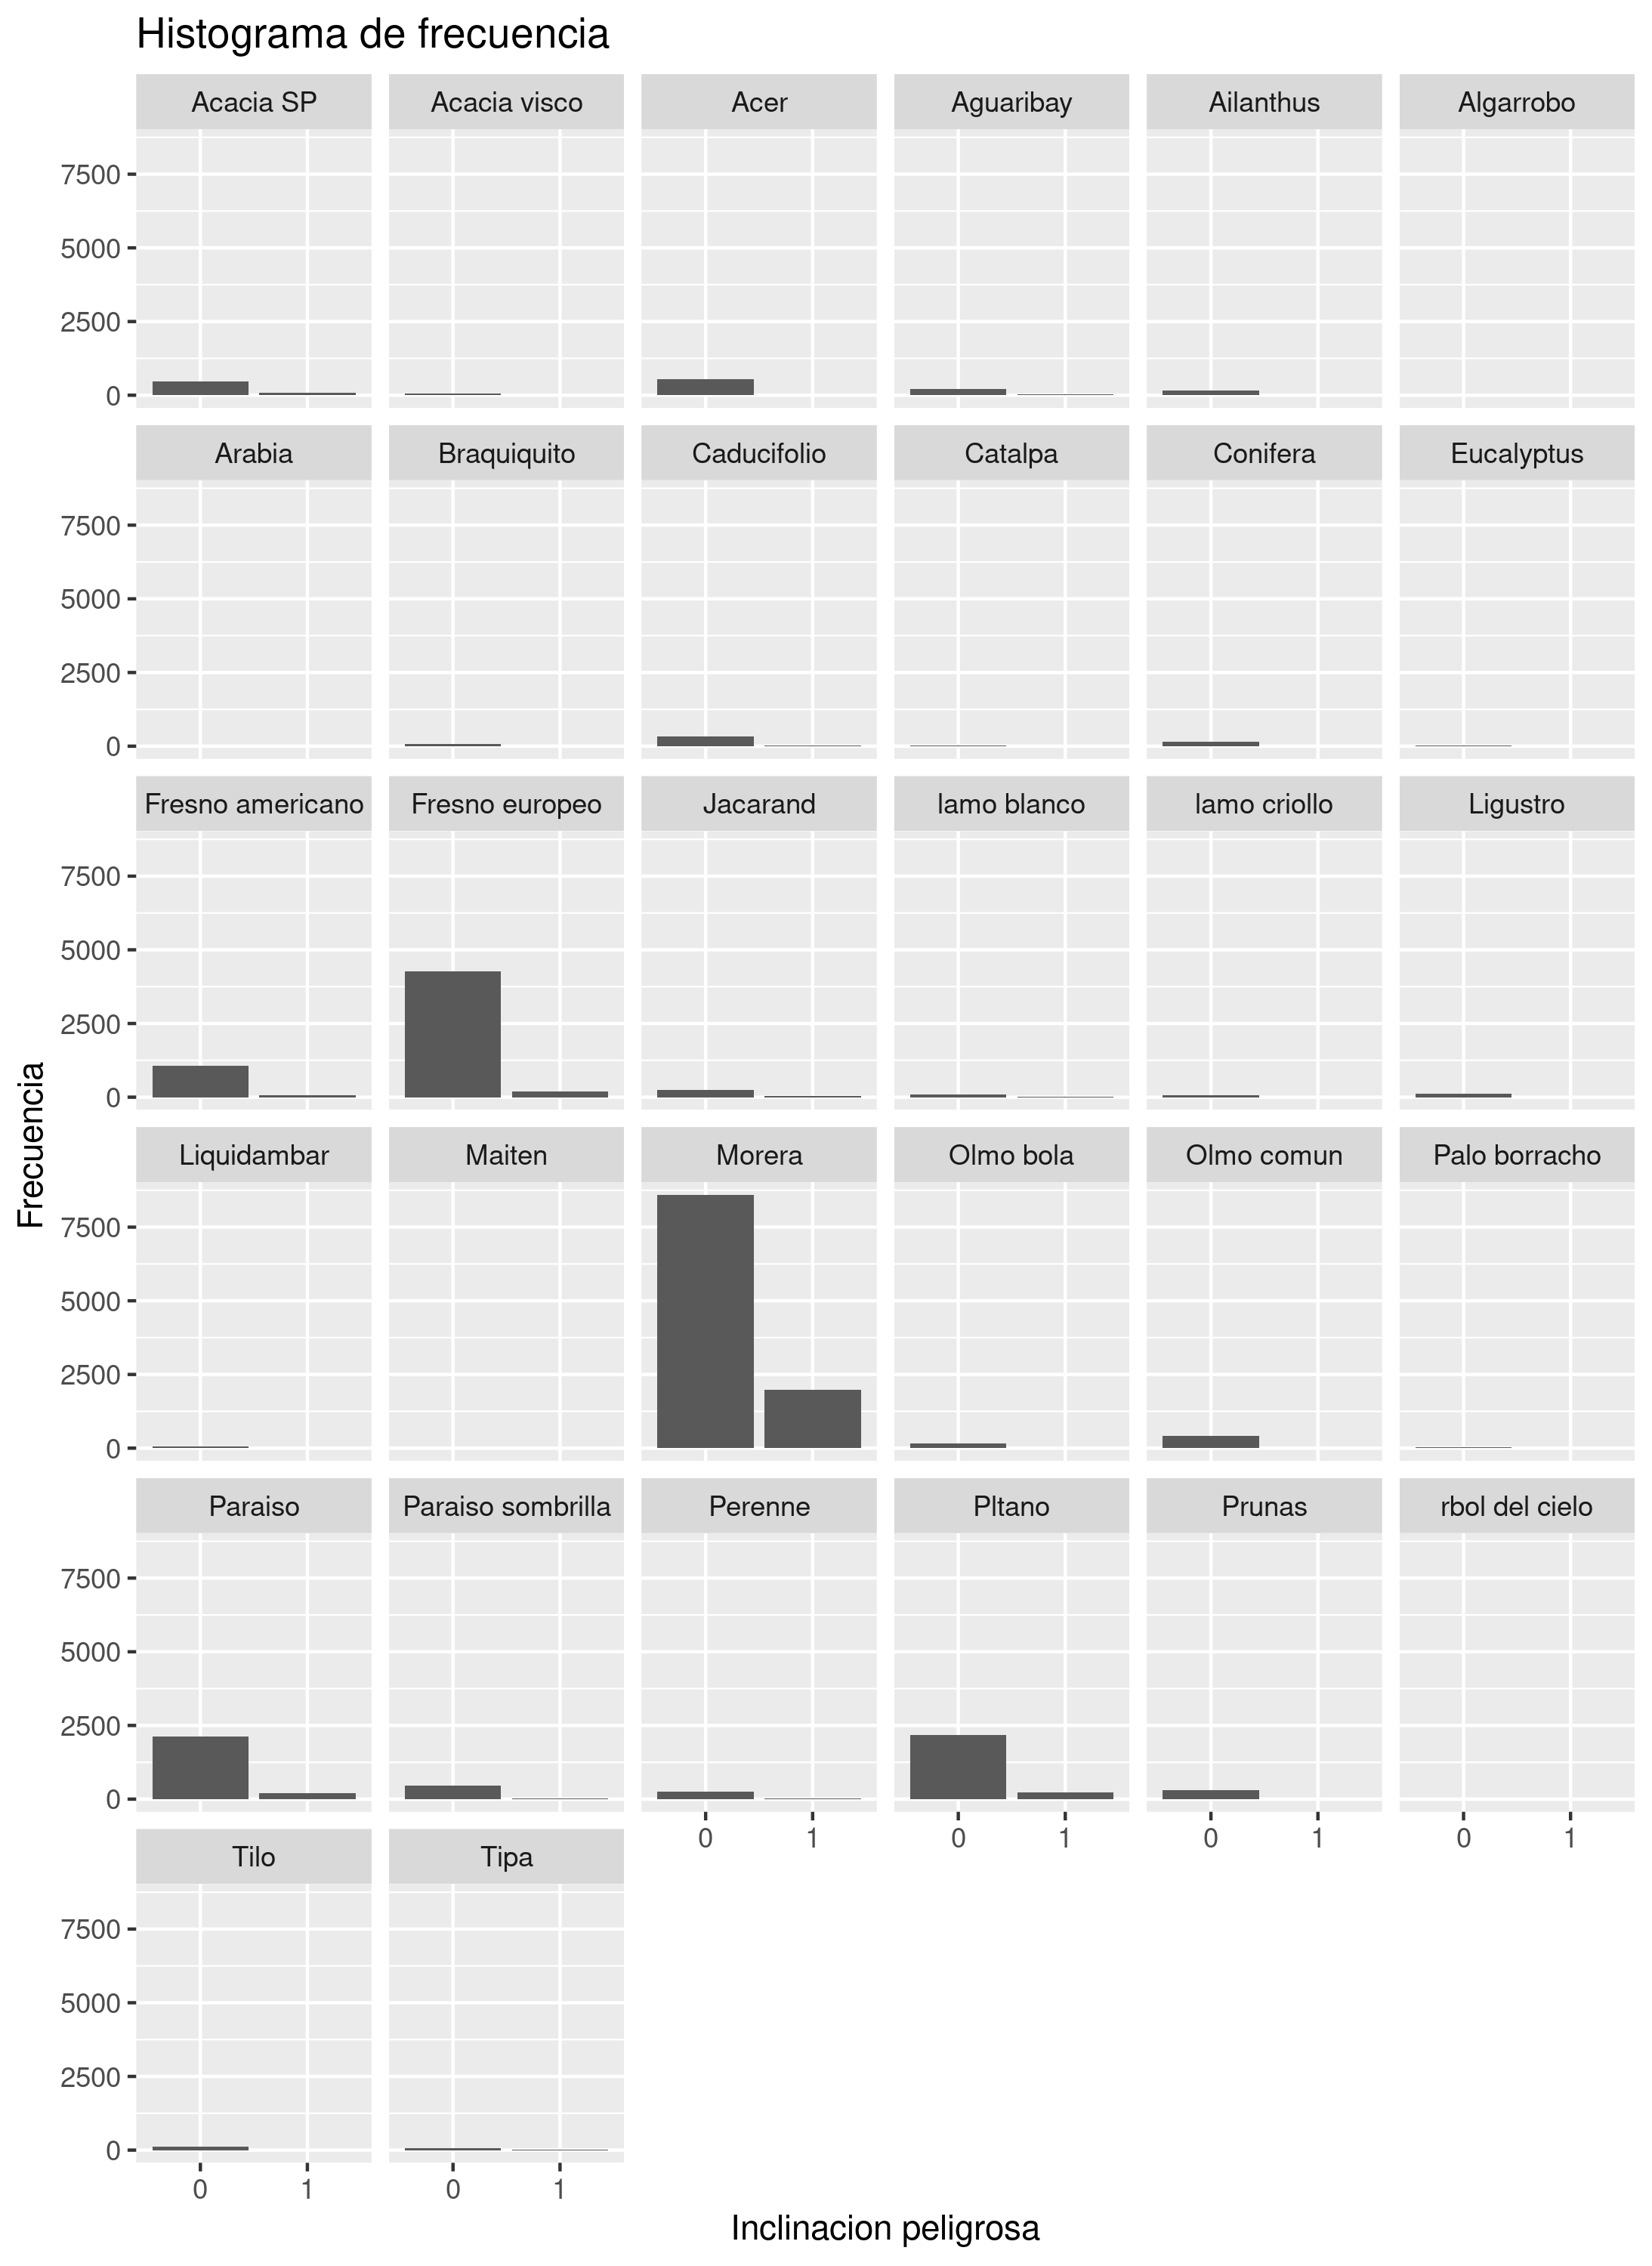 Histograma de frecuencia
Acacia SP Acacia visco Acer Aguaribay Ailanthus Algarrobo
7500
5000
2500
0
Arabia Braquiquito Caducifolio Catalpa Conifera Eucalyptus
7500
5000
2500
0
Fresno americano Fresno europeo Jacarand lamo blanco lamo criollo Ligustro
7500
5000
2500
0
Frecuencia
Liquidambar Maiten Morera Olmo bola Olmo comun Palo borracho
7500
5000
2500
0
Paraiso Paraiso sombrilla Perenne Pltano Prunas rbol del cielo
7500
5000
2500
0
0 1 0 1 0 1 0 1
Tilo Tipa
7500
5000
2500
0
0 1 0 1
Inclinacion peligrosa